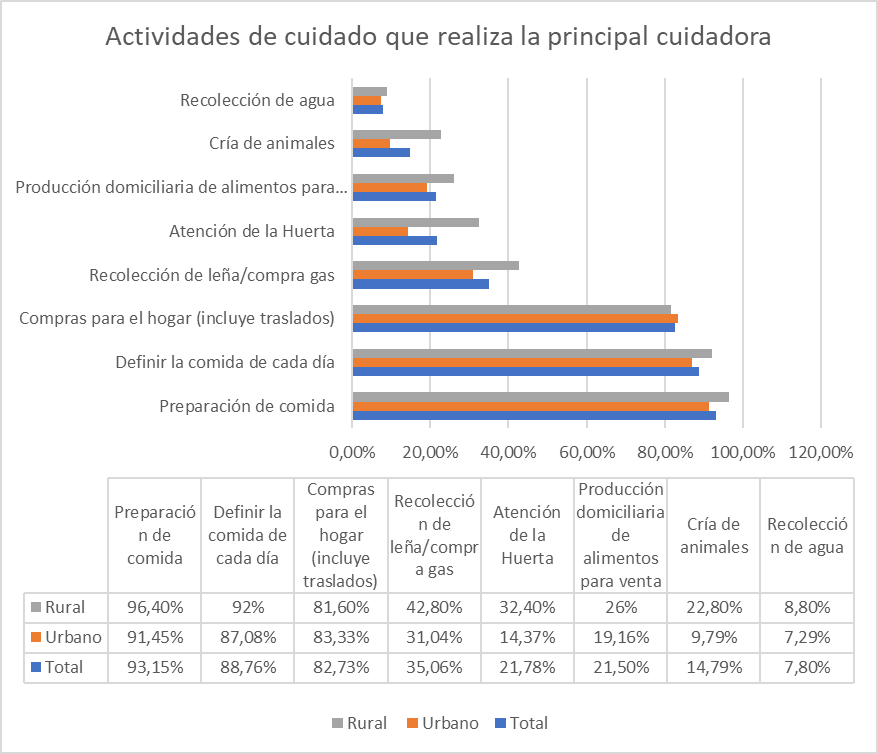 Actividades de cuidado que realiza la principal cuidadora
Recolección de agua
Cría de animales
Producción domiciliaria de alimentos para...
Atención de la Huerta
Recolección de leña/compra gas
Compras para el hogar (incluye traslados)
Definir la comida de cada día
Preparación de comida
0,00% 20,00% 40,00% 60,00% 80,00% 100,00% 120,00%
Preparació
n de
comida
Definir la
comida de
cada día
Compras
para el
hogar
(incluye
traslados)
Recolecció
n de
leña/compr
a gas
Atención
de la
Huerta
Producción
domiciliaria
de
alimentos
para venta
Cría de
animales
Recolecció
n de agua
Rural 96,40% 92% 81,60% 42,80% 32,40% 26% 22,80% 8,80%
Urbano 91,45% 87,08% 83,33% 31,04% 14,37% 19,16% 9,79% 7,29%
Total 93,15% 88,76% 82,73% 35,06% 21,78% 21,50% 14,79% 7,80%
Rural Urbano Total